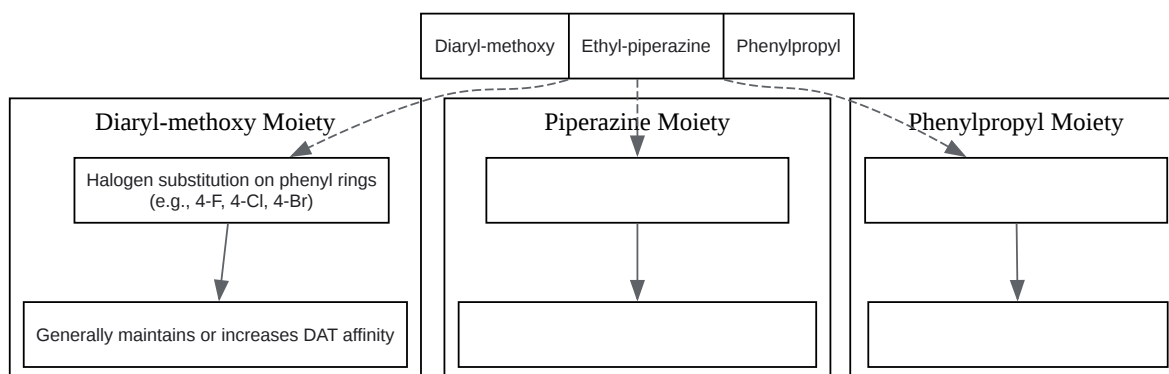 Diaryl-methoxy
Ethyl-piperazine
Phenylpropyl
Diaryl-methoxy Moiety
Piperazine Moiety
Phenylpropyl Moiety
Halogen substitution on phenyl rings
(e.g., 4-F, 4-Cl, 4-Br)
Generally maintains or increases DAT affinity